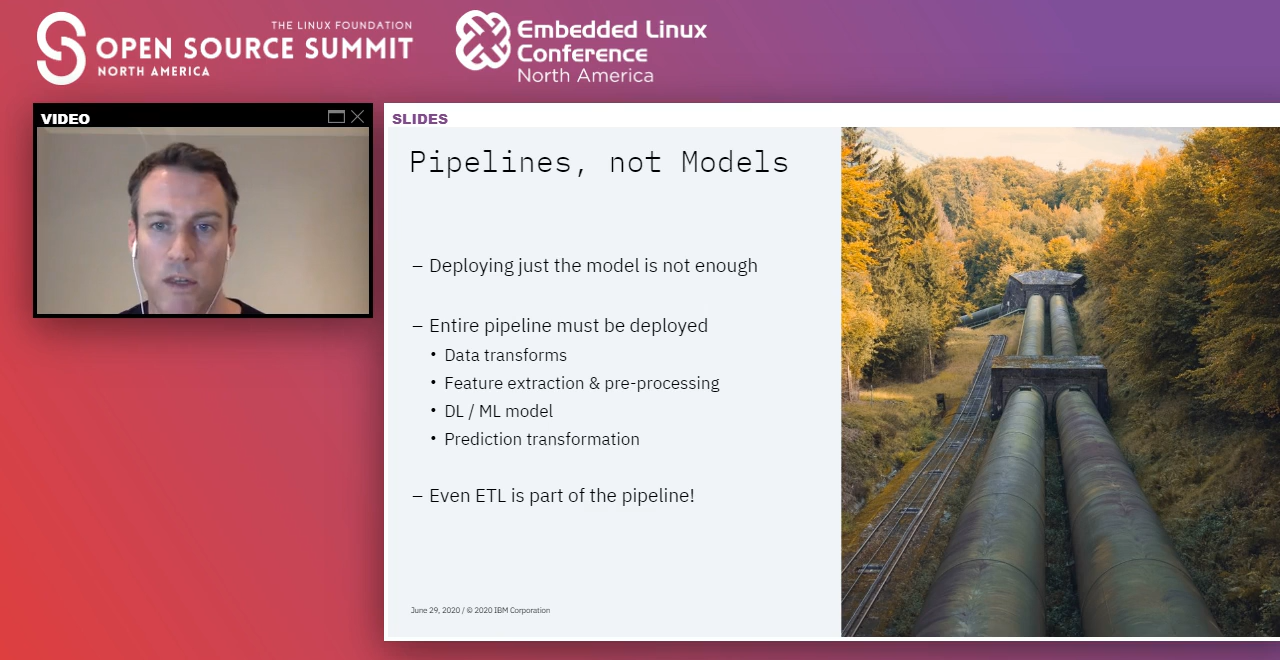 THE LINUX FOUNDATION
OPEN SOURCE SUMMIT
NORTH AMERICA
Embedded Linux
Conference
North America
VIDEO
SLIDES
Pipelines, not Models
– Deploying just the model is not enough
– Entire pipeline must be deployed
• Data transforms
• Feature extraction & pre-processing
• DL / ML model
• Prediction transformation
– Even ETL is part of the pipeline!
June 29, 2020 / © 2020 IBM Corporation